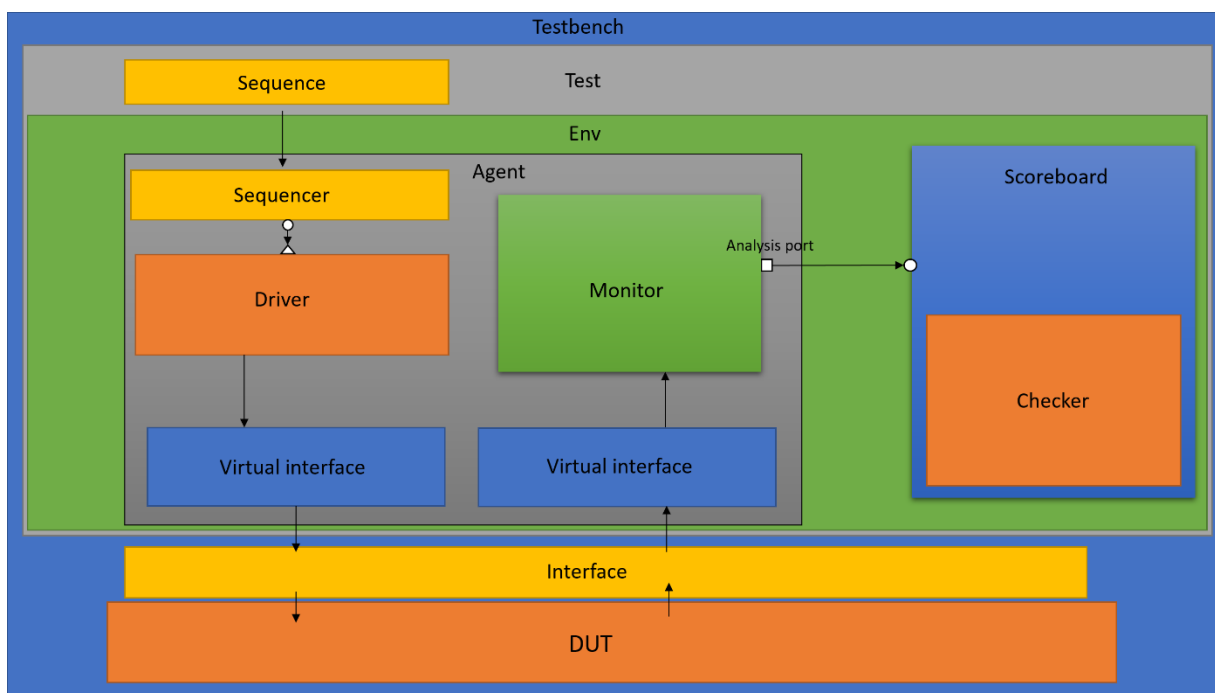 Testbench
Sequence
Test
Env
Agent
Sequencer
Scoreboard
Analysis port
Driver
Monitor
Checker
Virtual interface
Virtual interface
Interface
DUT